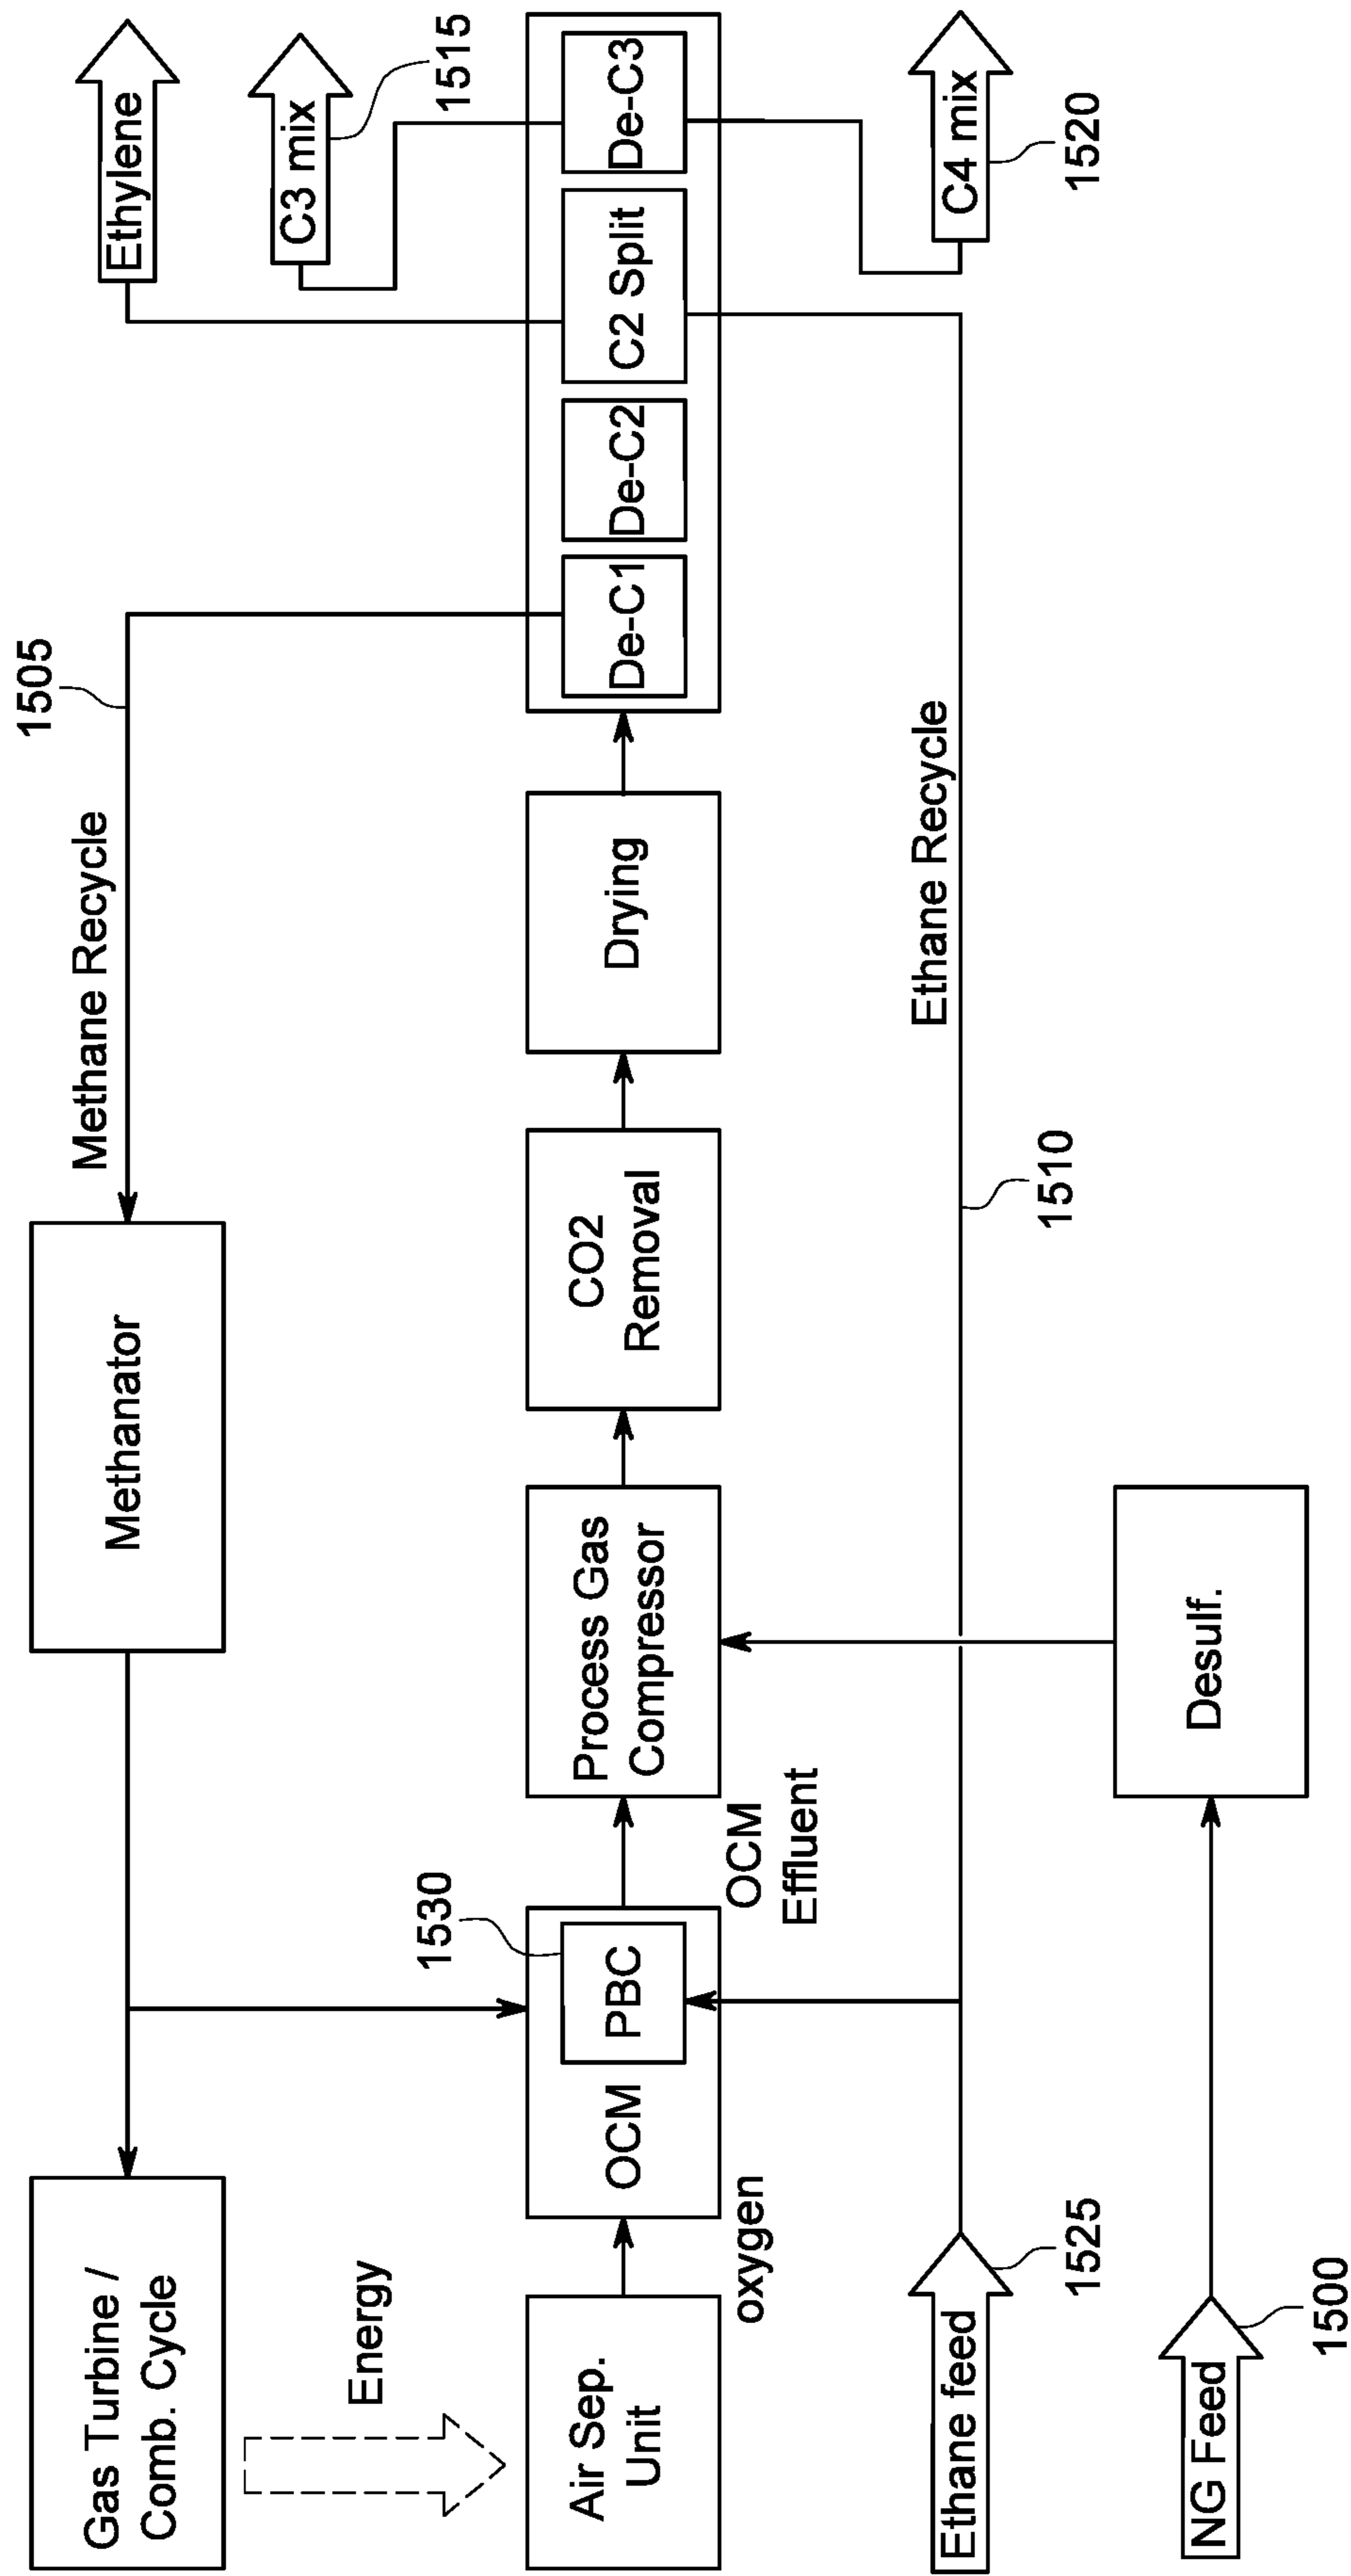 Gas Turbine /
Comb. Cycle
Methanator
Methane Recycle
1505
Ethylene
C3 mix
1515
Energy
Air Sep.
Unit
oxygen
OCM
PBC
1530
OCM
Effluent
Process Gas
Compressor
CO2
Removal
Drying
De-C1
De-C2
C2 Split
De-C3
Ethane feed
1525
1510
Ethane Recycle
C4 mix
1520
NG Feed
1500
Desulf.